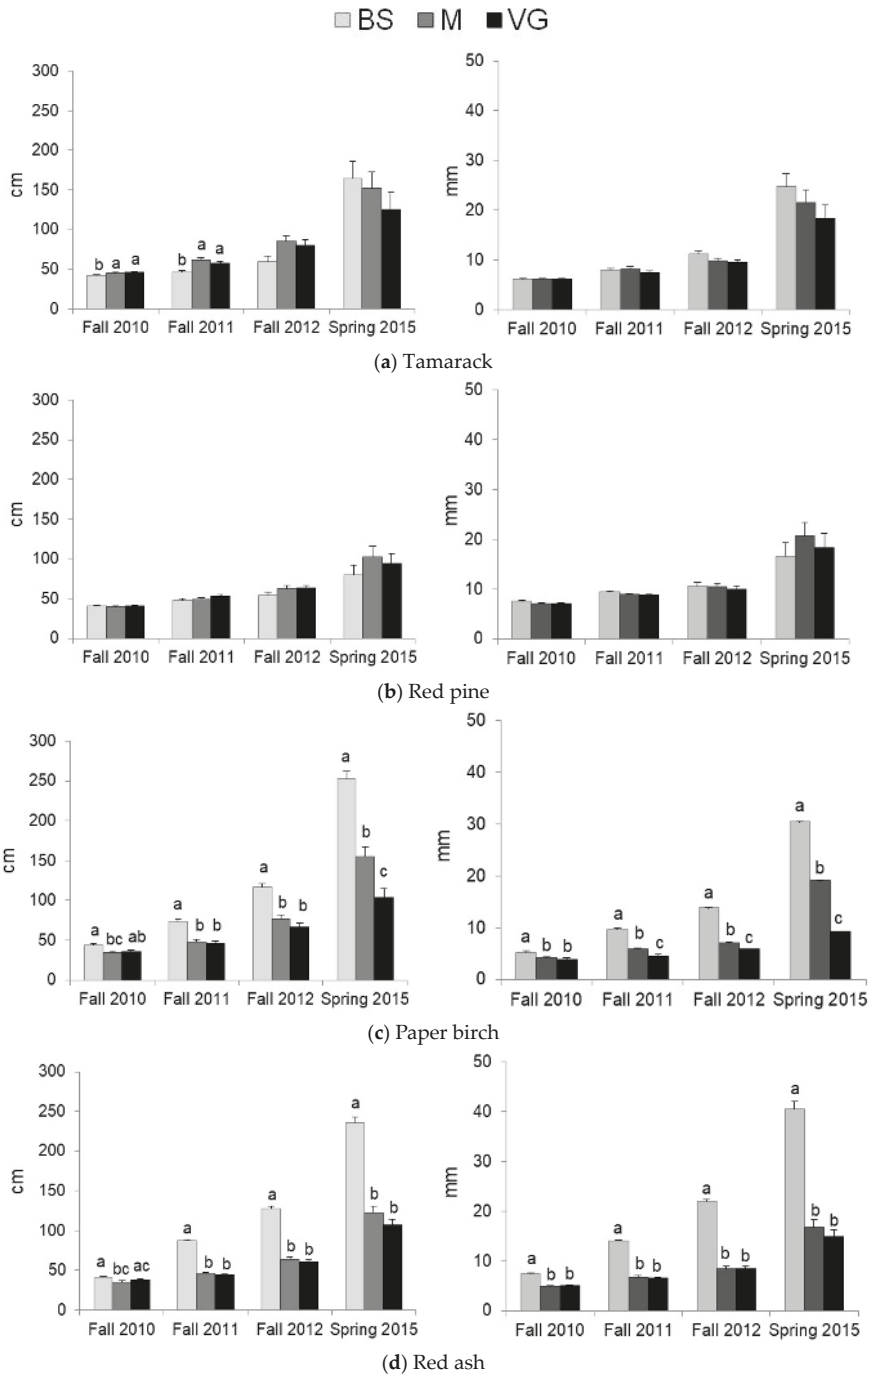 BS M VG
300 50
250
40
200
30
cm 150 mm
20
100
50 b a a b a a 10
0 0
Fall 2010 Fall 2011 Fall 2012 Spring 2015 Fall 2010 Fall 2011 Fall 2012 Spring 2015
(a) Tamarack
300 50
250
40
200
30
cm 150 mm
20
100
50 10
0 0
Fall 2010 Fall 2011 Fall 2012 Spring 2015 Fall 2010 Fall 2011 Fall 2012 Spring 2015
(b) Red pine
300 a 50
250
40
200 a
30
cm 150 b mm
a b
20
100 a b b c a
a b b a b c c
50 a bc ab 10 a b b b c
0 0
Fall 2010 Fall 2011 Fall 2012 Spring 2015 Fall 2010 Fall 2011 Fall 2012 Spring 2015
(c) Paper birch
300 50
a
250 a 40
200
30
cm 150 a b mm a
b 20 b b
100 a a
b b b b
50 a bc ac b b 10 a b b b b
0 0
Fall 2010 Fall 2011 Fall 2012 Spring 2015 Fall 2010 Fall 2011 Fall 2012 Spring 2015
(d) Red ash